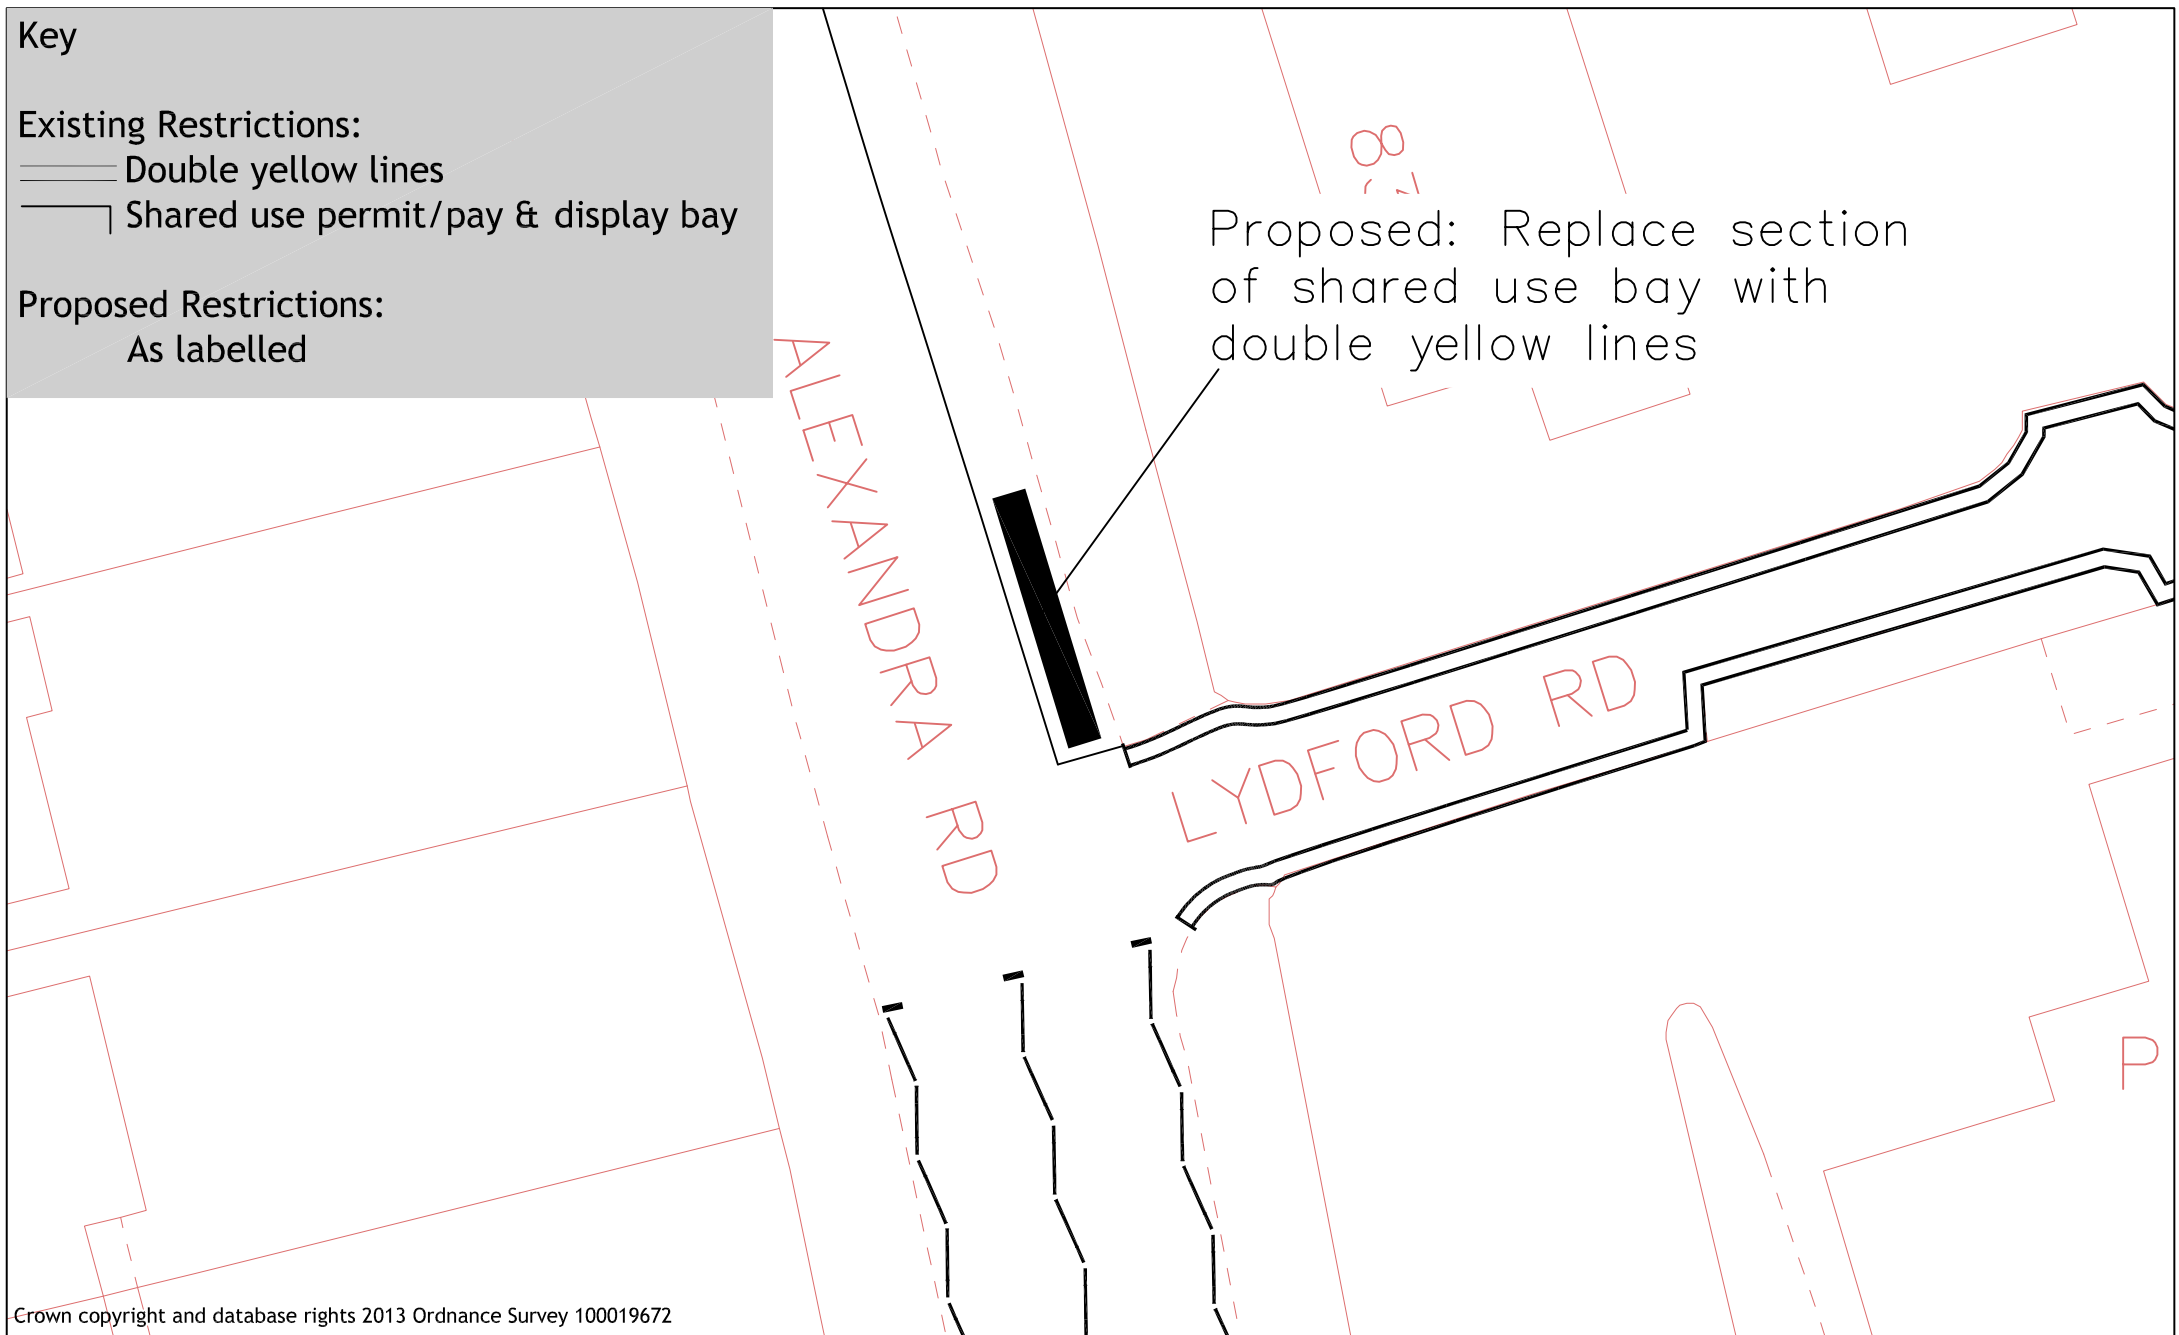 Key
Existing Restrictions:
Double yellow lines
Shared use permit/pay & display bay
Proposed Restrictions:
As labelled
Proposed: Replace section
of shared use bay with
double yellow lines
ALEXANDRA RD
LYDFORD RD
P
Crown copyright and database rights 2013 Ordnance Survey 100019672